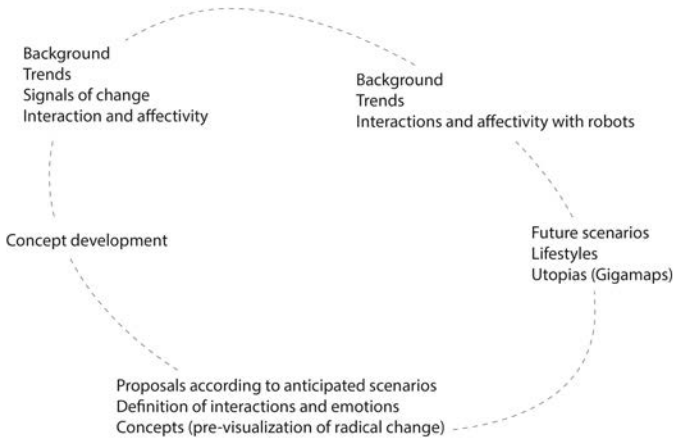 Background
Trends
Signals of change
Interaction and affectivity
Background
Trends
Interactions and affectivity with robots
Future scenarios
Lifestyles
Utopias (Gigamaps)
Proposals according to anticipated scenarios
Definition of interactions and emotions
Concepts (pre-visualization of radical change)
Concept development